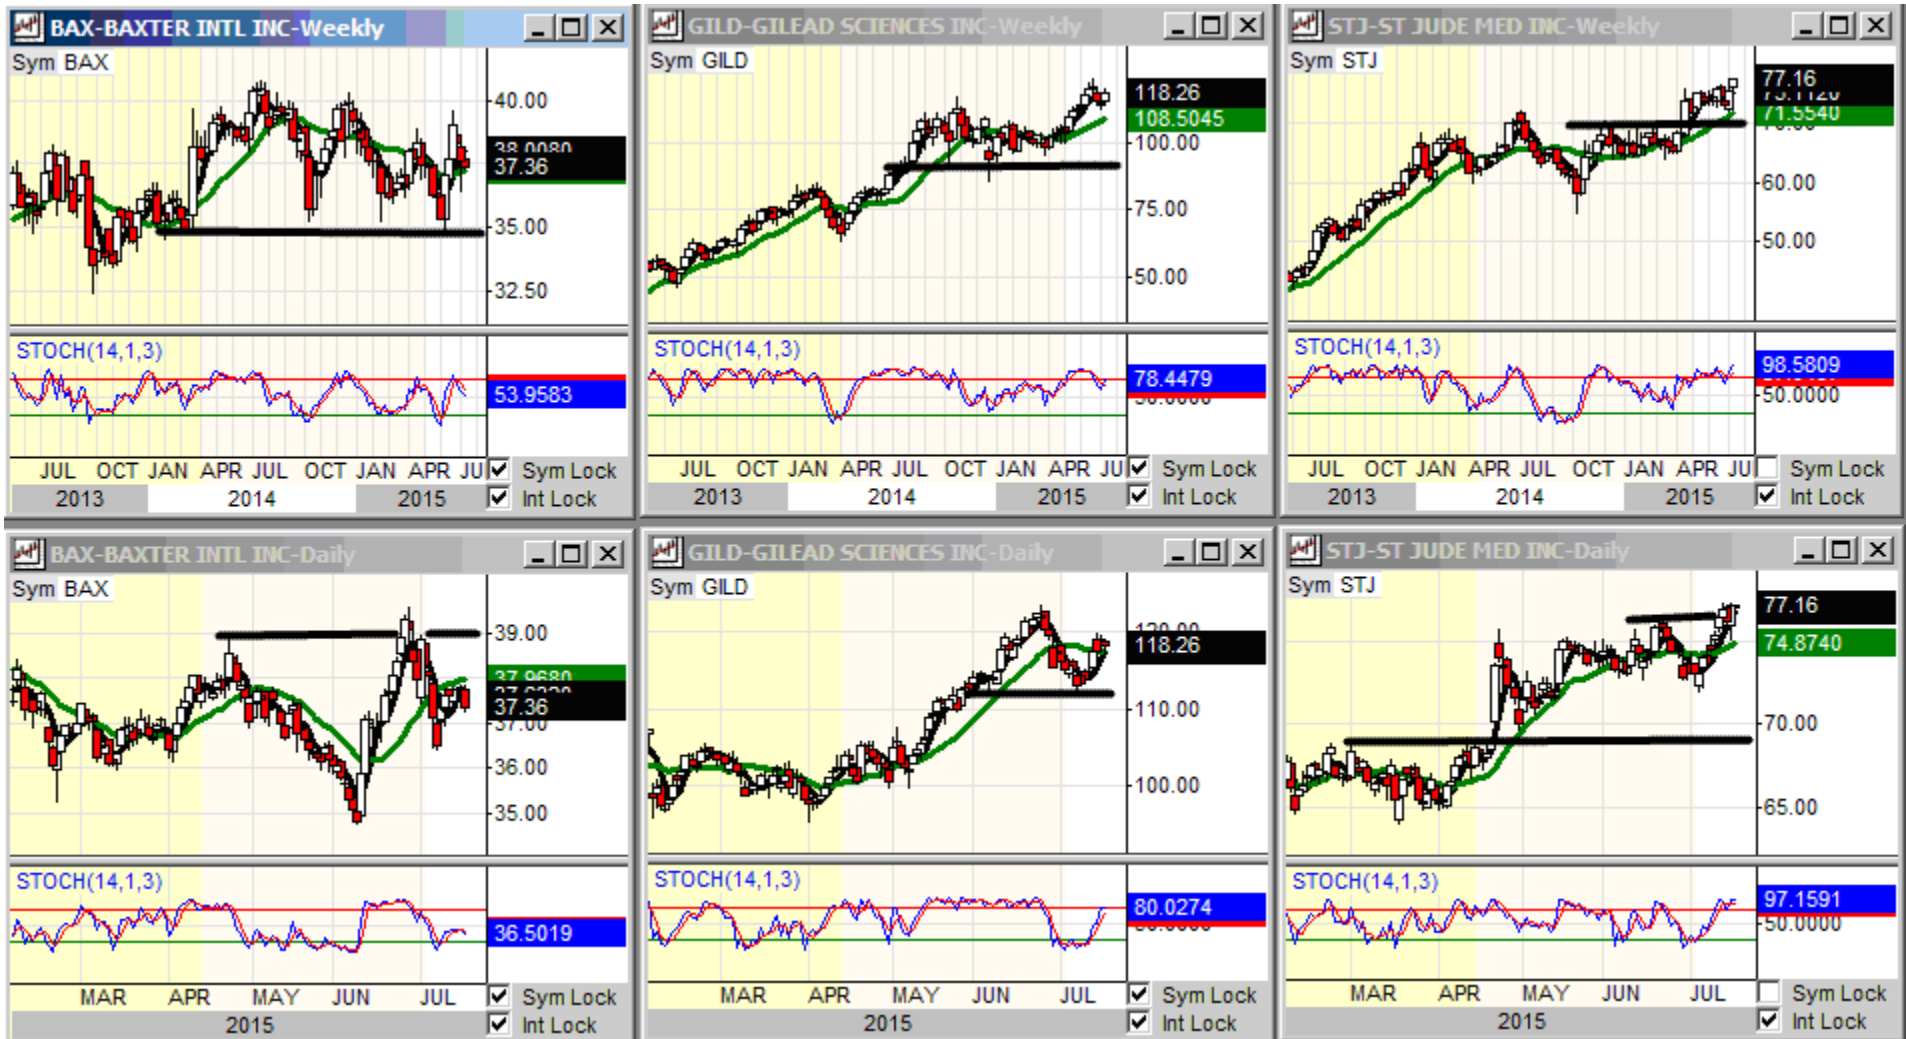 BAX-BAXTER INTL INC-Weekly
Sym BAX
40.00
38.0080
37.36
35.00
32.50
STOCH(14,1,3)
53.9583
JUL OCT JAN APR JUL OCT JAN APR JU
2013 2014 2015
Sym Lock
Int Lock
GILD-GILEAD SCIENCES INC-Weekly
Sym GILD
118.26
108.5045
100.00
75.00
50.00
STOCH(14,1,3)
78.4479
50.0000
JUL OCT JAN APR JUL OCT JAN APR JU
2013 2014 2015
Sym Lock
Int Lock
STJ-ST JUDE MED INC-Weekly
Sym STJ
77.16
71.5540
60.00
50.00
STOCH(14,1,3)
98.5809
50.0000
JUL OCT JAN APR JUL OCT JAN APR JU
2013 2014 2015
Sym Lock
Int Lock
BAX-BAXTER INTL INC-Daily
Sym BAX
39.00
37.9680
37.36
37.00
36.00
35.00
STOCH(14,1,3)
36.5019
MAR APR MAY JUN JUL
2015
Sym Lock
Int Lock
GILD-GILEAD SCIENCES INC-Daily
Sym GILD
120.00
118.26
110.00
100.00
STOCH(14,1,3)
80.0274
MAR APR MAY JUN JUL
2015
Sym Lock
Int Lock
STJ-ST JUDE MED INC-Daily
Sym STJ
77.16
74.8740
70.00
65.00
STOCH(14,1,3)
97.1591
50.0000
MAR APR MAY JUN JUL
2015
Sym Lock
Int Lock